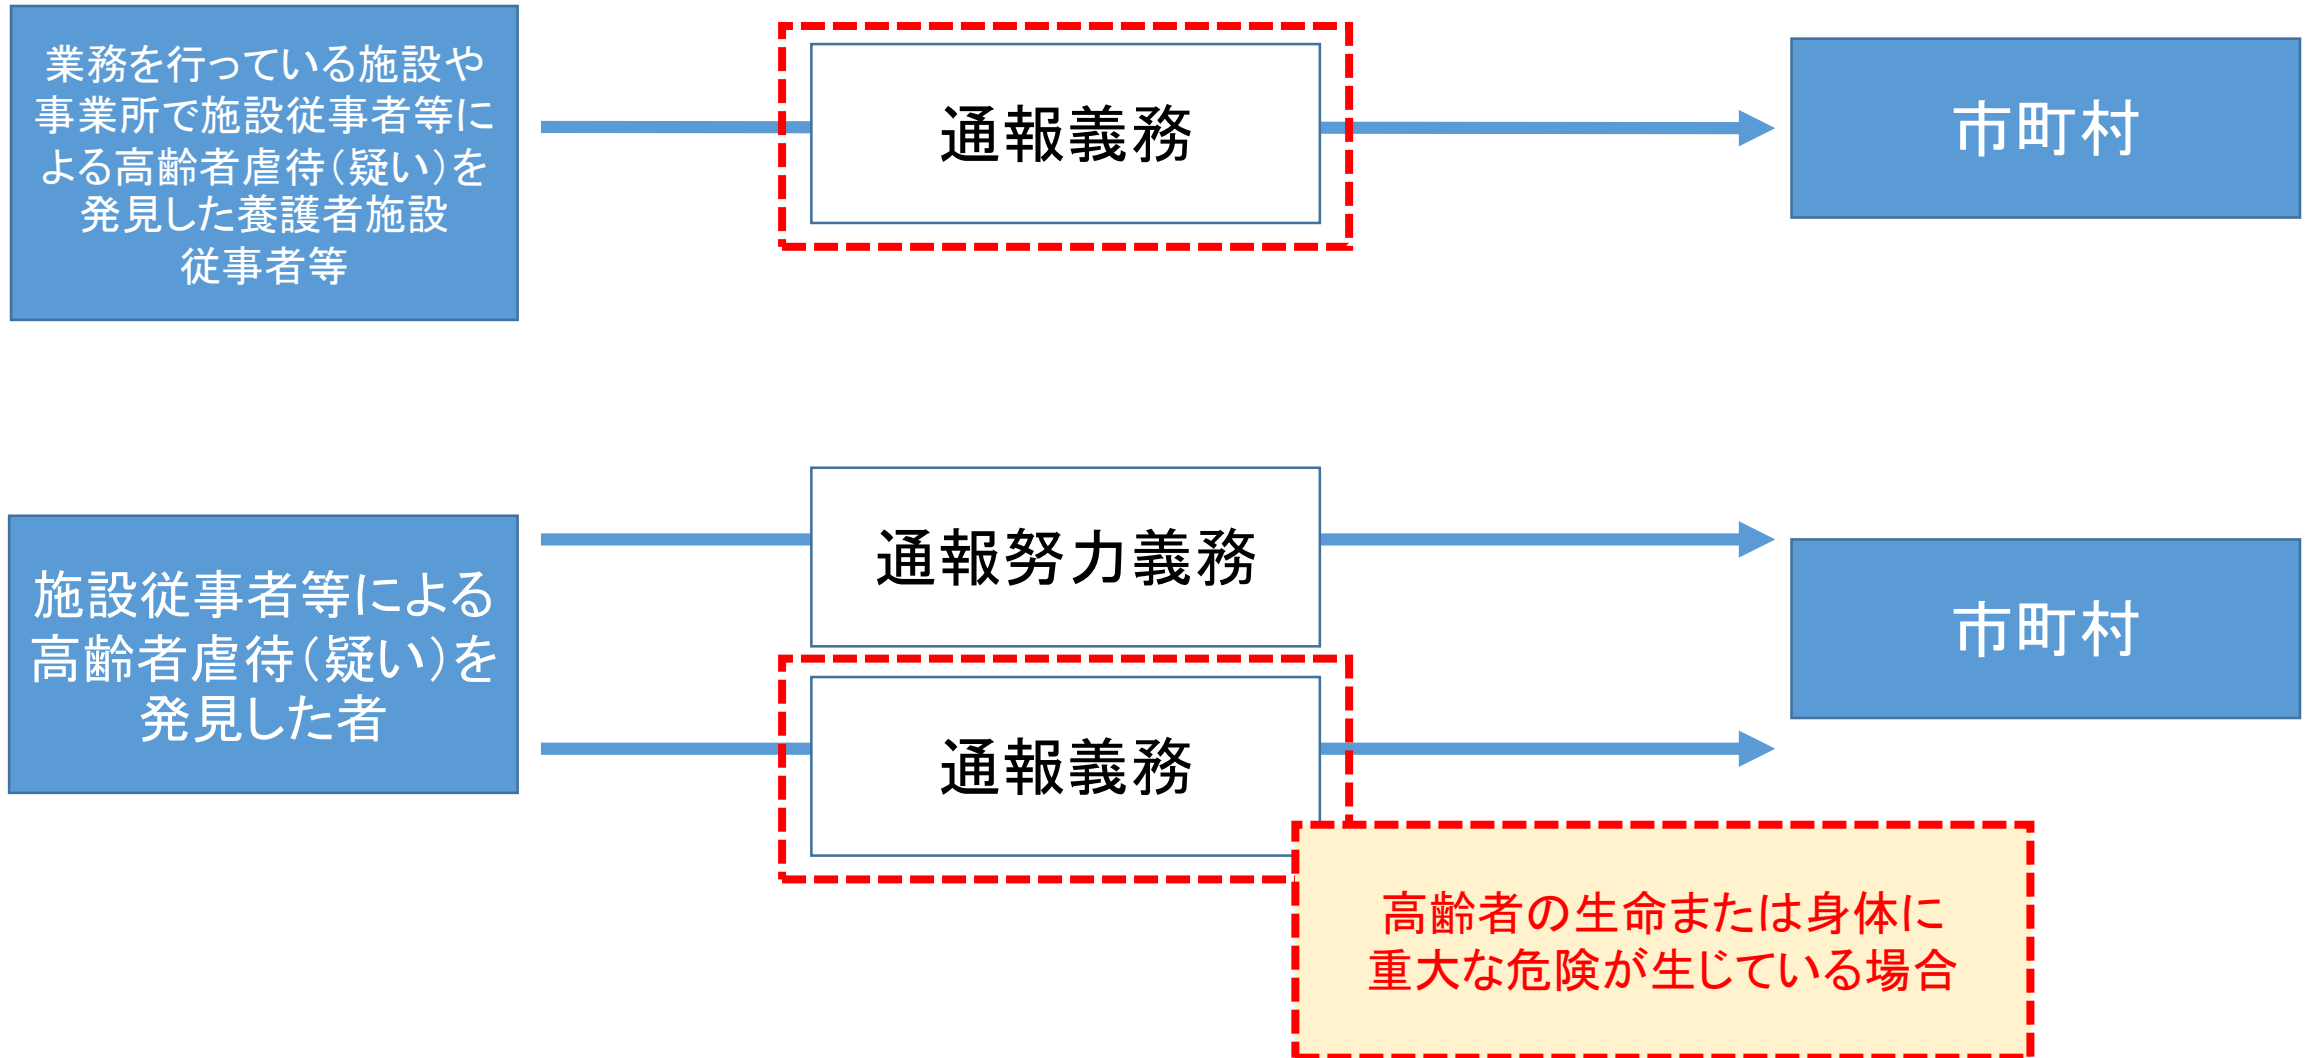 業務を行っている施設や
事業所で施設従事者等に
よる高齢者虐待(疑い)を
発見した養護者施設
従事者等
通報義務
市町村
施設従事者等による
高齢者虐待(疑い)を
発見した者
通報努力義務
通報義務
市町村
高齢者の生命または身体に
重大な危険が生じている場合